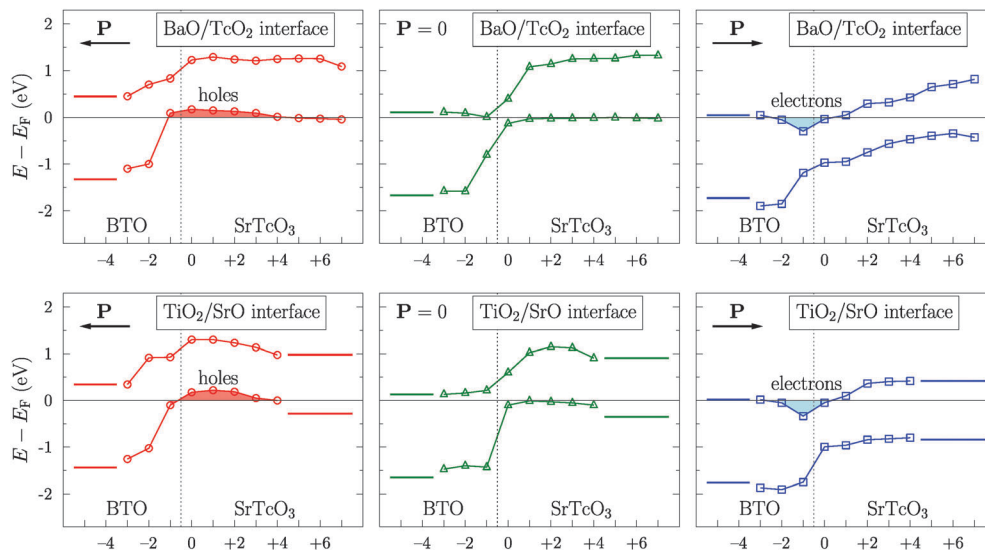 P BaO/TcO₂ interface
P = 0 BaO/TcO₂ interface
P BaO/TcO₂ interface
E − E_F (eV)
2
1
0
−1
−2
holes
electrons
BTO SrTcO₃
BTO SrTcO₃
BTO SrTcO₃
−4 −2 0 +2 +4 +6
−4 −2 0 +2 +4 +6
−4 −2 0 +2 +4 +6
P TiO₂/SrO interface
P = 0 TiO₂/SrO interface
P TiO₂/SrO interface
E − E_F (eV)
2
1
0
-1
-2
holes
electrons
BTO SrTcO₃
BTO SrTcO₃
BTO SrTcO₃
−4 −2 0 +2 +4 +6
−4 −2 0 +2 +4 +6
−4 −2 0 +2 +4 +6